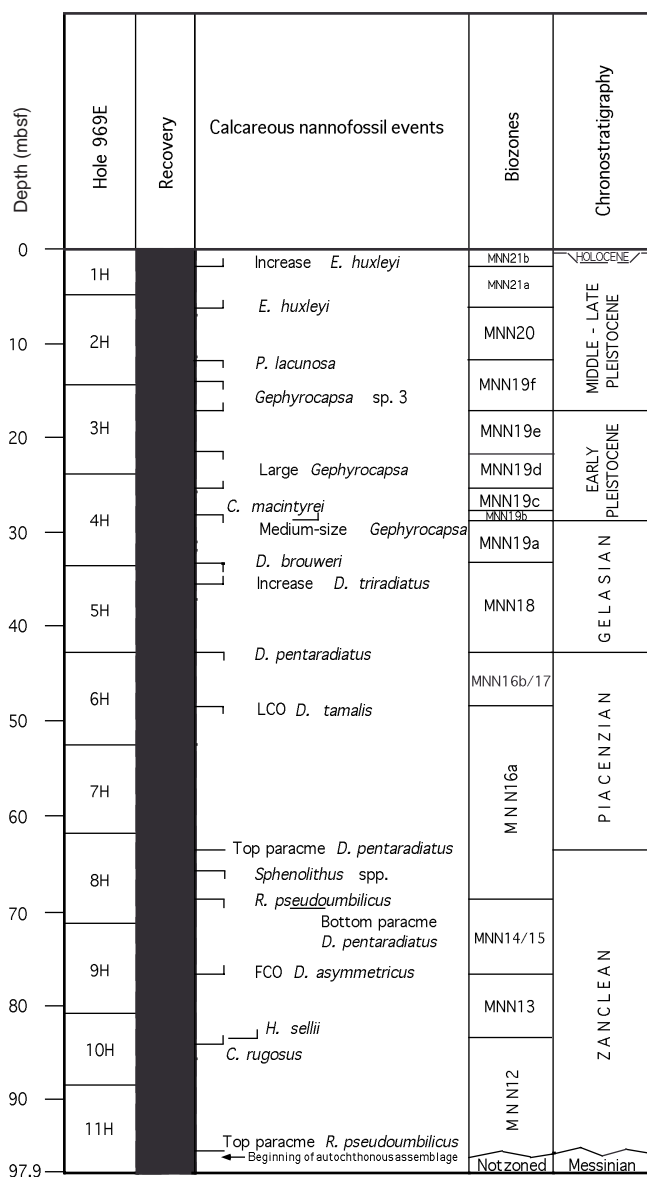 Depth (mbsf)
Hole 969E
Recovery
Calcareous nannofossil events
Biozones
Chronostratigraphy
0
10
20
30
40
50
60
70
80
90
97.9
1H
2H
3H
4H
5H
6H
7H
8H
9H
10H
11H
Increase E. huxleyi
E. huxleyi
P. lacunosa
Gephyrocapsa sp. 3
Large Gephyrocapsa
C. macintyrei
Medium-size Gephyrocapsa
D. brouweri
Increase D. triradiatus
D. pentaradiatus
LCO D. tamalis
Top paracme D. pentaradiatus
Sphenolithus spp.
R. pseudoumbilicus
Bottom paracme
D. pentaradiatus
FCO D. asymmetricus
H. sellii
C. rugosus
Top paracme R. pseudoumbilicus
Beginning of autochthonous assemblage
MNN21b
MNN21a
MNN20
MNN19f
MNN19e
MNN19d
MNN19c
MNN19b
MNN19a
MNN18
MNN16b/17
MNN16a
MNN14/15
MNN13
MNN12
Not zoned
HOLOCENE
MIDDLE - LATE
PLEISTOCENE
EARLY
PLEISTOCENE
GELASIAN
PIACENZIAN
ZANCLEAN
Messinian